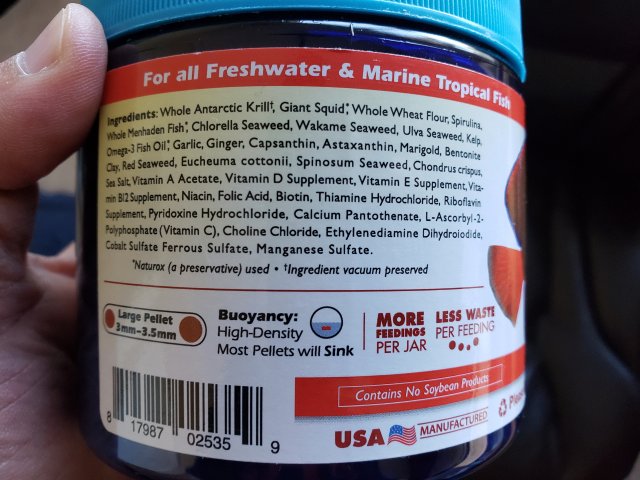 For all Freshwater & Marine Tropical Fish
Ingredients: Whole Antarctic Krill†, Giant Squid*, Whole Wheat Flour, Spirulina,
Whole Menhaden Fish*, Chlorella Seaweed, Wakame Seaweed, Ulva Seaweed, Kelp,
Omega-3 Fish Oil*, Garlic, Ginger, Capsanthin, Astaxanthin, Marigold, Bentonite
Clay, Red Seaweed, Eucheuma cottonii, Spinosum Seaweed, Chondrus crispus,
Sea Salt, Vitamin A Acetate, Vitamin D Supplement, Vitamin E Supplement, Vita-
min B12 Supplement, Niacin, Folic Acid, Biotin, Thiamine Hydrochloride, Riboflavin
Supplement, Pyridoxine Hydrochloride, Calcium Pantothenate, L-Ascorbyl-2-
Polyphosphate (Vitamin C), Choline Chloride, Ethylenediamine Dihydroiodide,
Cobalt Sulfate Ferrous Sulfate, Manganese Sulfate.
*Naturox (a preservative) used • †Ingredient vacuum preserved
Large Pellet
3mm-3.5mm
Buoyancy:
High-Density
Most Pellets will Sink
MORE
FEEDINGS
PER JAR
LESS WASTE
PER FEEDING
Contains No Soybean Products
USA MANUFACTURED
8 17987 02535 9